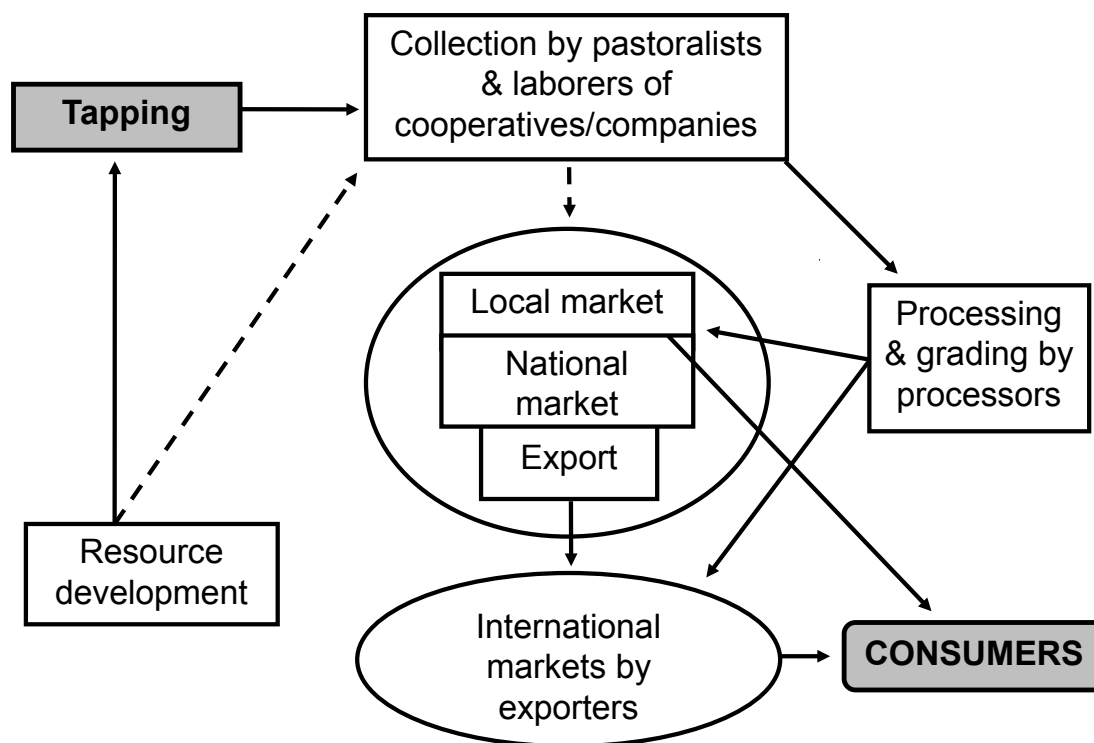 Collection by pastoralists
& laborers of
cooperatives/companies
Tapping
Local market
National
market
Export
Processing
& grading by
processors
Resource
development
International
markets by
exporters
CONSUMERS